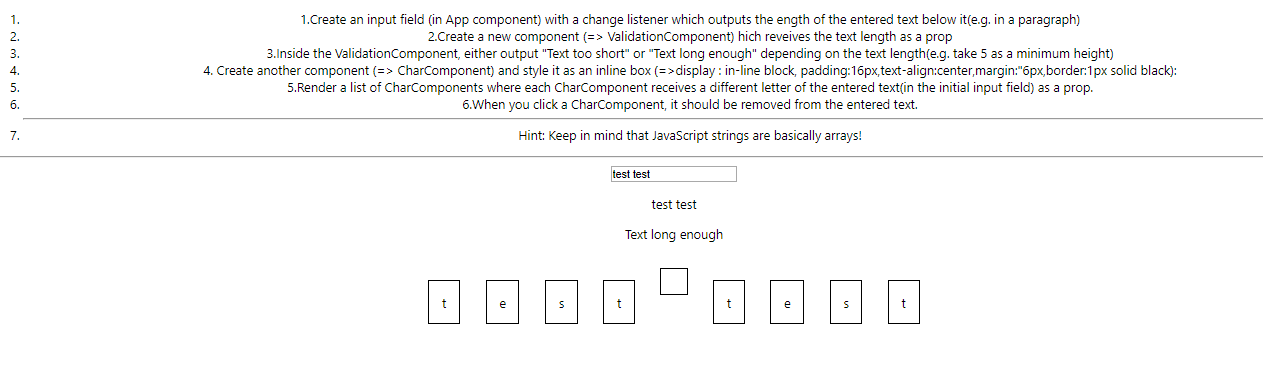 1. 1.Create an input field (in App component) with a change listener which outputs the ength of the entered text below it(e.g. in a paragraph)
2. 2.Create a new component (=> ValidationComponent) hich reveives the text length as a prop
3. 3.Inside the ValidationComponent, either output "Text too short" or "Text long enough" depending on the text length(e.g. take 5 as a minimum height)
4. 4. Create another component (=> CharComponent) and style it as an inline box (=>display : in-line block, padding:16px,text-align:center,margin:"6px,border:1px solid black):
5. 5.Render a list of CharComponents where each CharComponent receives a different letter of the entered text(in the initial input field) as a prop.
6. 6.When you click a CharComponent, it should be removed from the entered text.
7. Hint: Keep in mind that JavaScript strings are basically arrays!
test test
test test
Text long enough
t e s t t e s t